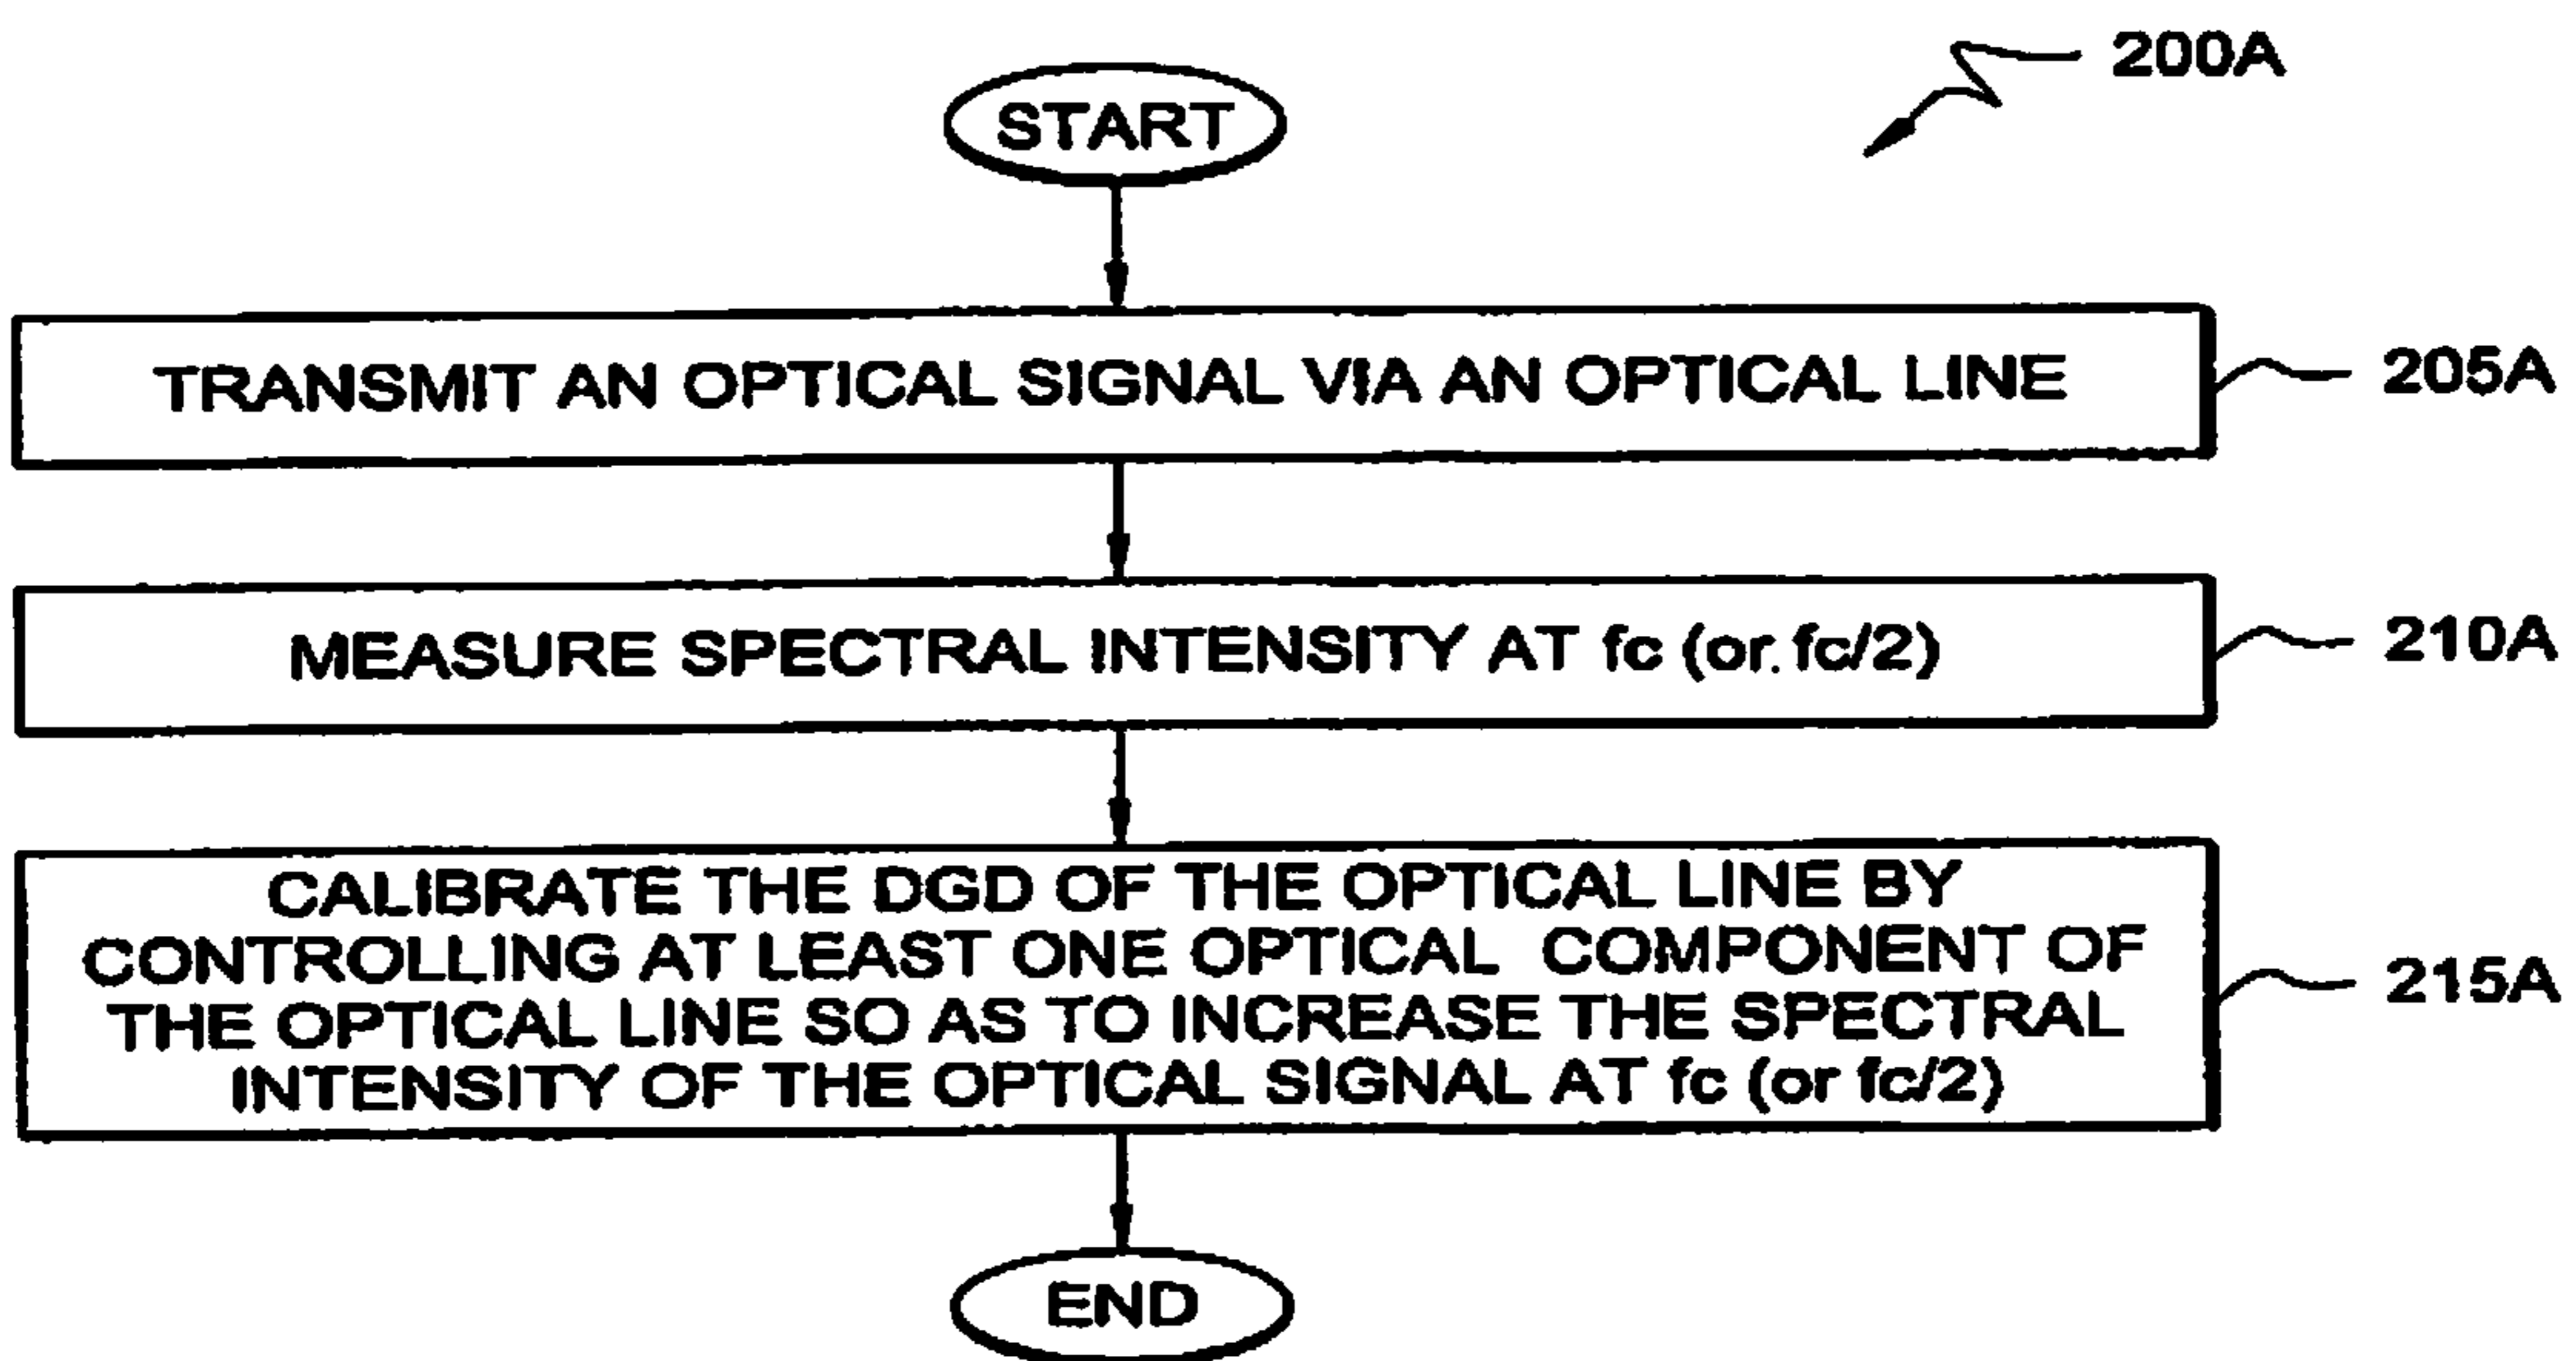 200A
START
TRANSMIT AN OPTICAL SIGNAL VIA AN OPTICAL LINE
205A
MEASURE SPECTRAL INTENSITY AT fc (or. fc/2)
210A
CALIBRATE THE DGD OF THE OPTICAL LINE BY
CONTROLLING AT LEAST ONE OPTICAL COMPONENT OF
THE OPTICAL LINE SO AS TO INCREASE THE SPECTRAL
INTENSITY OF THE OPTICAL SIGNAL AT fc (or fc/2)
215A
END